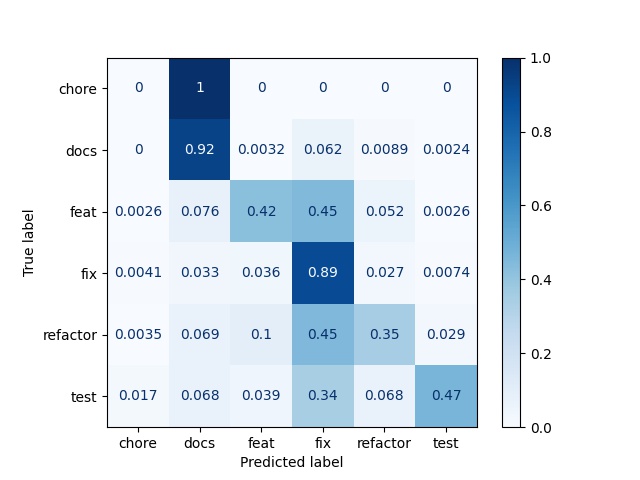 chore 0 1 0 0 0 0
docs 0 0.92 0.0032 0.062 0.0089 0.0024
feat 0.0026 0.076 0.42 0.45 0.052 0.0026
fix 0.0041 0.033 0.036 0.89 0.027 0.0074
refactor 0.0035 0.069 0.1 0.45 0.35 0.029
test 0.017 0.068 0.039 0.34 0.068 0.47
chore docs feat fix refactor test
Predicted label
True label
1.0
0.8
0.6
0.4
0.2
0.0